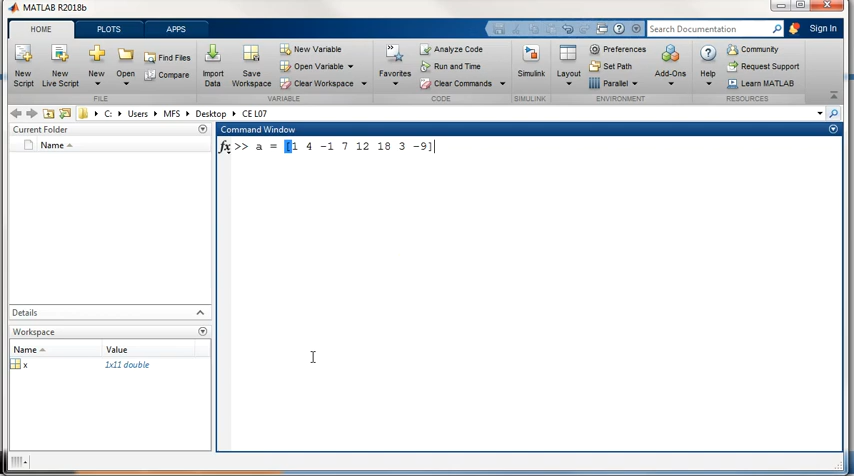 MATLAB R2018b
HOME PLOTS APPS Search Documentation Sign In
New Script
New Live Script
New
Open
Find Files
Compare
Import Data
Save Workspace
New Variable
Open Variable
Clear Workspace
Favorites
Analyze Code
Run and Time
Clear Commands
Simulink
Layout
Preferences
Set Path
Parallel
Add-Ons
Help
Community
Request Support
Learn MATLAB
FILE VARIABLE CODE SIMULINK ENVIRONMENT RESOURCES
C: Users MFS Desktop CE L07
Current Folder
Name
Command Window
fx >> a = [1 4 -1 7 12 18 3 -9]
Details
Workspace
Name Value
x 1x11 double